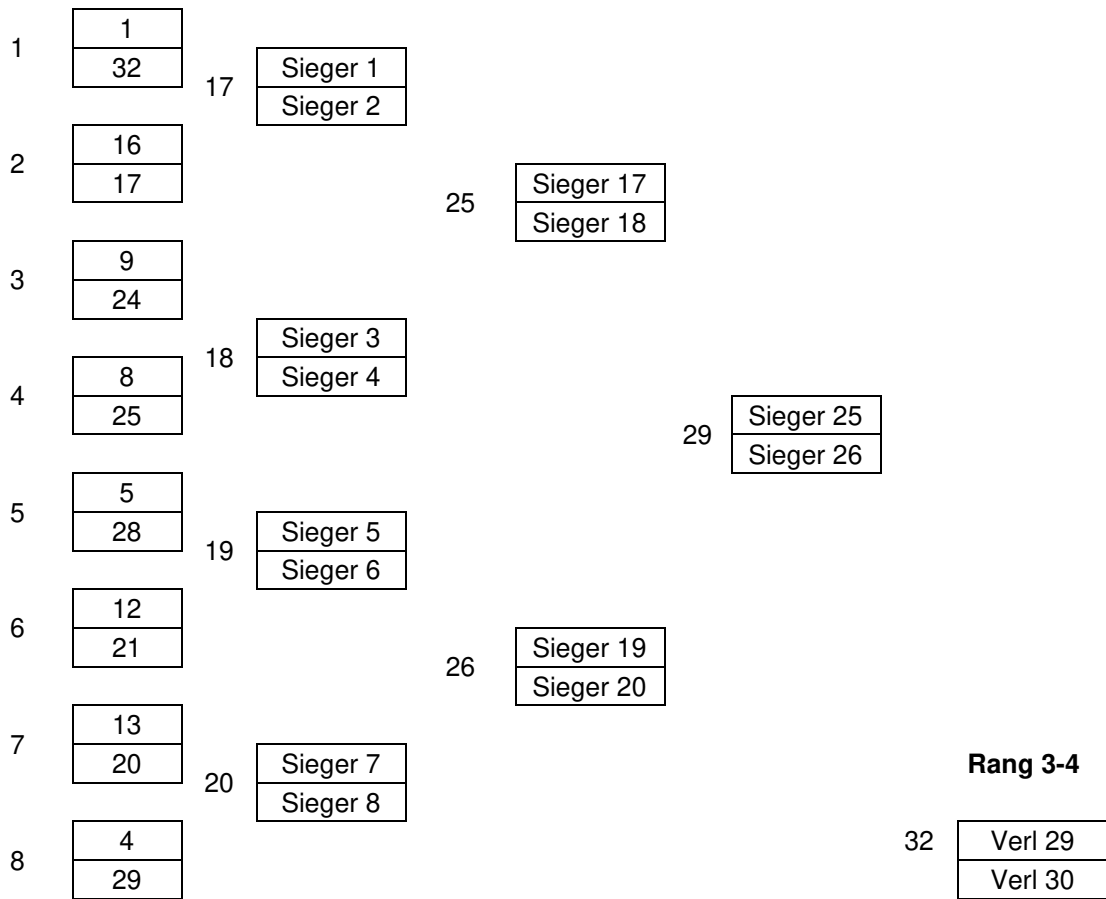 1
1
32
17
Sieger 1
Sieger 2
2
16
17
25
Sieger 17
Sieger 18
3
9
24
18
Sieger 3
Sieger 4
4
8
25
29
Sieger 25
Sieger 26
5
5
28
19
Sieger 5
Sieger 6
6
12
21
26
Sieger 19
Sieger 20
7
13
20
20
Sieger 7
Sieger 8
Rang 3-4
8
4
29
32
Verl 29
Verl 30